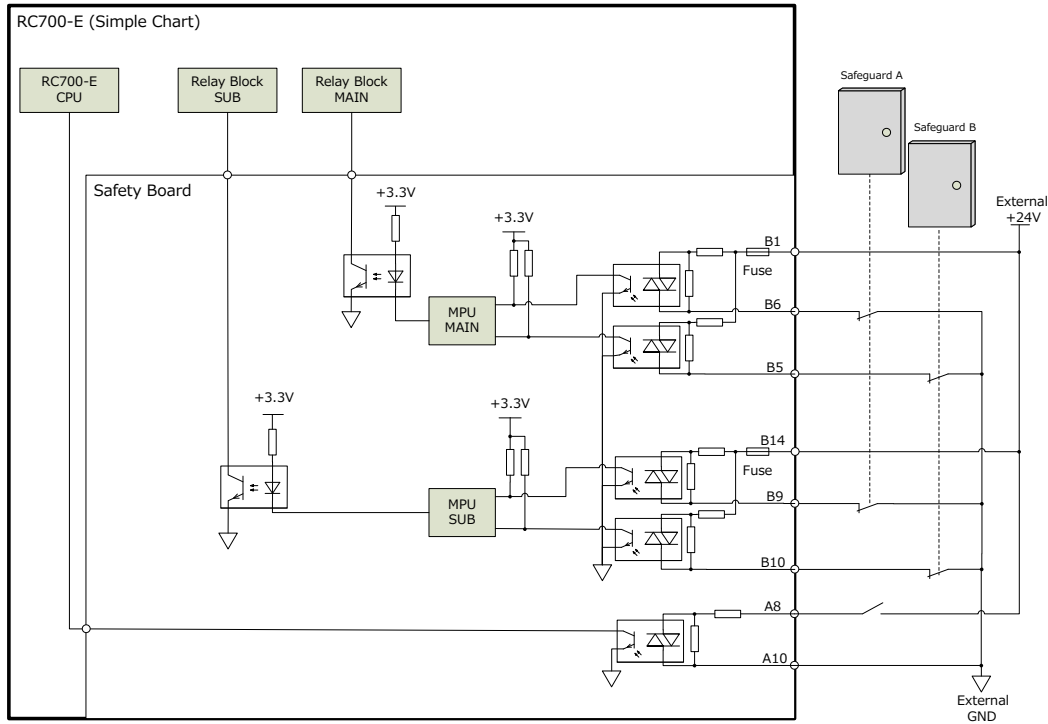 RC700-E (Simple Chart)
RC700-E
CPU
Relay Block
SUB
Relay Block
MAIN
Safeguard A
Safeguard B
Safety Board
+3.3V
+3.3V
External
+24V
B1
Fuse
B6
MPU
MAIN
B5
+3.3V
+3.3V
B14
Fuse
B9
MPU
SUB
B10
A8
A10
External
GND